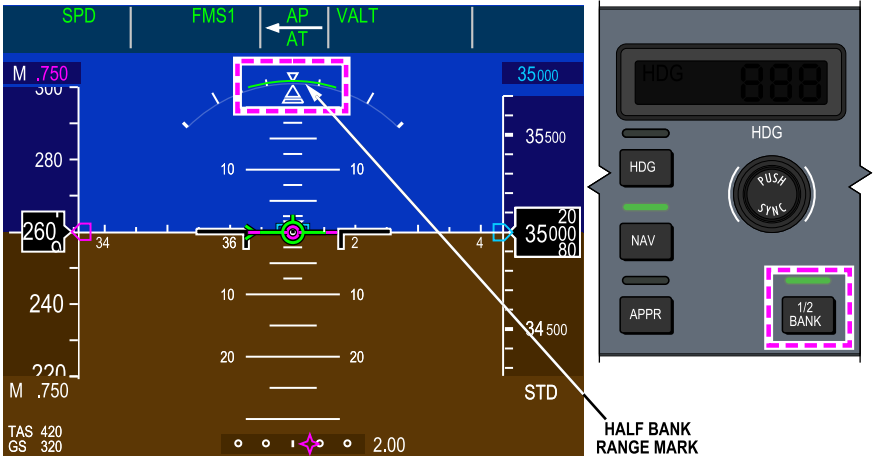 SPD FMS1 AP VALT
AT
M .750
300
280
260
240
220
M .750
TAS 420
GS 320
10 10
34 36 2 4
10 10
20 20
2.00
35000
35500
20
35000
80
34500
STD
HALF BANK
RANGE MARK
HDG 888
HDG
HDG
PUSH
SYNC
NAV
APPR
1/2
BANK